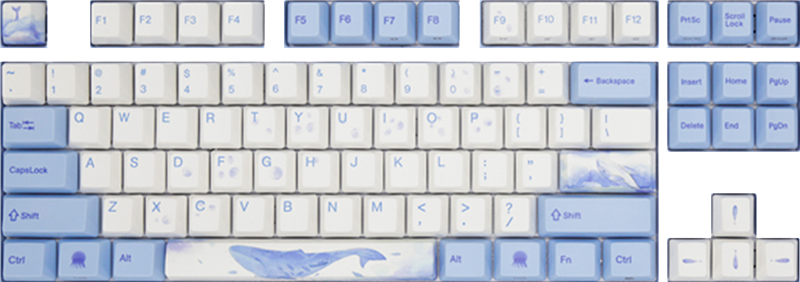 F1 F2 F3 F4 F5 F6 F7 F8 F9 F10 F11 F12 PrtSc Scroll Lock Pause
~ ! @ # $ % ^ & * ( ) _ +
` 1 2 3 4 5 6 7 8 9 0 - = ← Backspace Insert Home PgUp
Tab Q W E R T Y U I O P { } |
[ ] \ Delete End PgDn
CapsLock A S D F G H J K L : "
; '
⇧ Shift Z X C V B N M < > ? ⇧ Shift
, . /
Ctrl Alt Alt Fn Ctrl